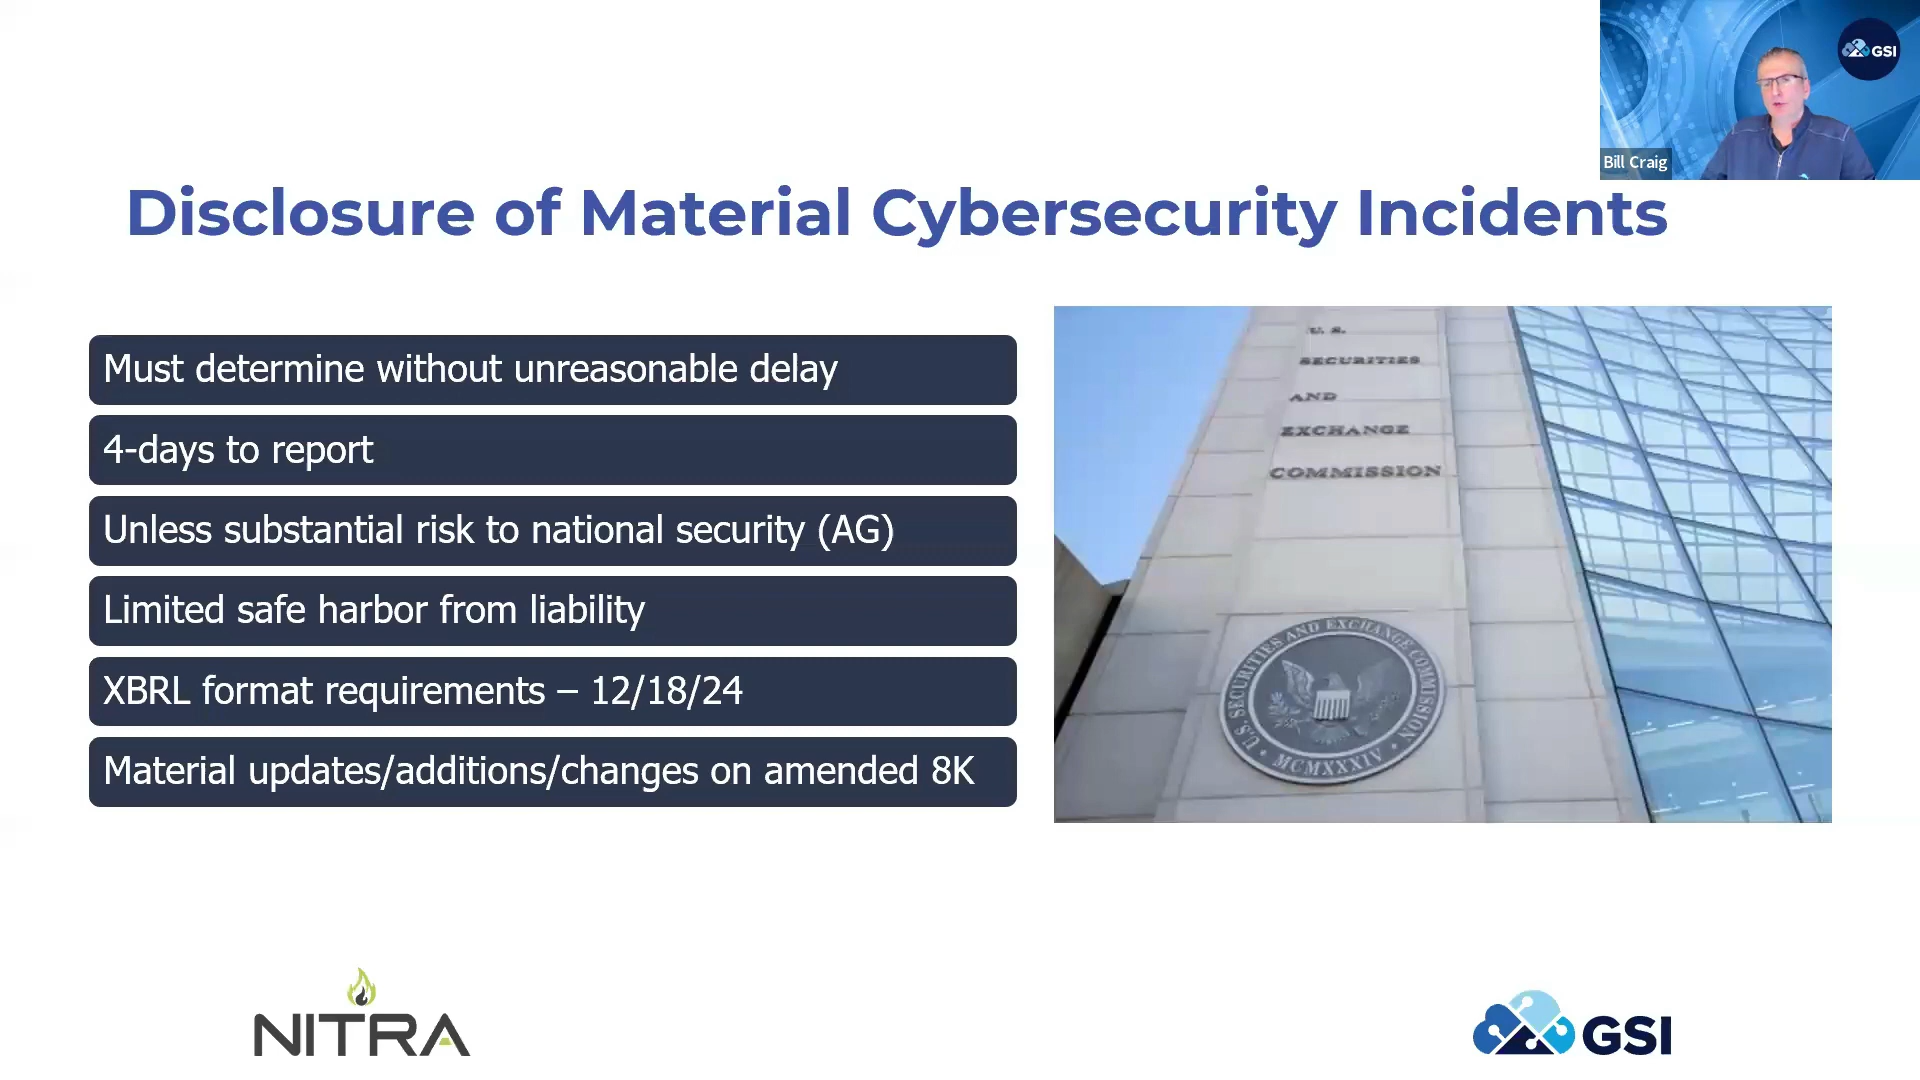 GSI
Bill Craig
Disclosure of Material Cybersecurity Incidents
Must determine without unreasonable delay
4-days to report
Unless substantial risk to national security (AG)
Limited safe harbor from liability
XBRL format requirements – 12/18/24
Material updates/additions/changes on amended 8K
U. S.
SECURITIES
AND
EXCHANGE
COMMISSION
U.S. SECURITIES AND EXCHANGE COMMISSION
MCMXXXIV
NITRA
GSI